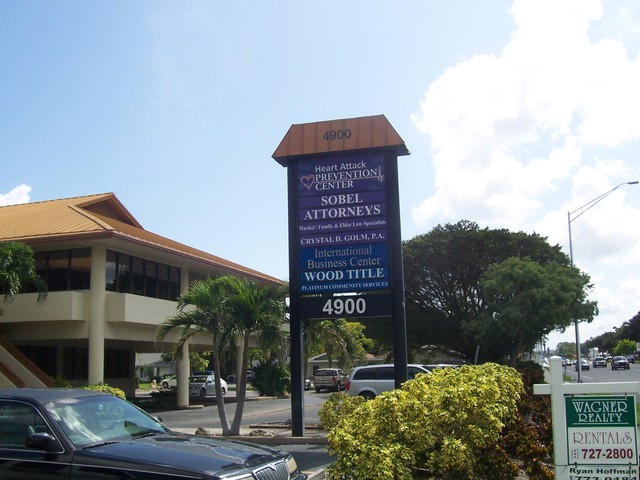 4900
Heart Attack
PREVENTION
CENTER
SOBEL
ATTORNEYS
Marital / Family & Elder Law Specialists
CRYSTAL D. GOLM, P.A.
International
Business Center
WOOD TITLE
PLATINUM COMMUNITY SERVICES
4900
WAGNER
REALTY
RENTALS
727-2800
Ryan Hoffman